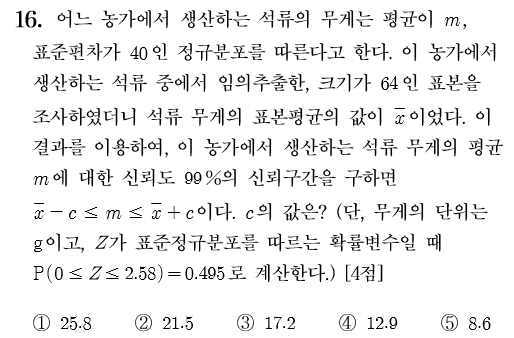 16. 어느 농가에서 생산하는 석류의 무게는 평균이 m,
표준편차가 40인 정규분포를 따른다고 한다. 이 농가에서
생산하는 석류 중에서 임의추출한, 크기가 64인 표본을
조사하였더니 석류 무게의 표본평균의 값이 x̄이었다. 이
결과를 이용하여, 이 농가에서 생산하는 석류 무게의 평균
m에 대한 신뢰도 99%의 신뢰구간을 구하면
x̄−c≤m≤x̄+c이다. c의 값은? (단, 무게의 단위는
g이고, Z가 표준정규분포를 따르는 확률변수일 때
P(0≤Z≤2.58)=0.495로 계산한다.) [4점]
① 25.8 ② 21.5 ③ 17.2 ④ 12.9 ⑤ 8.6